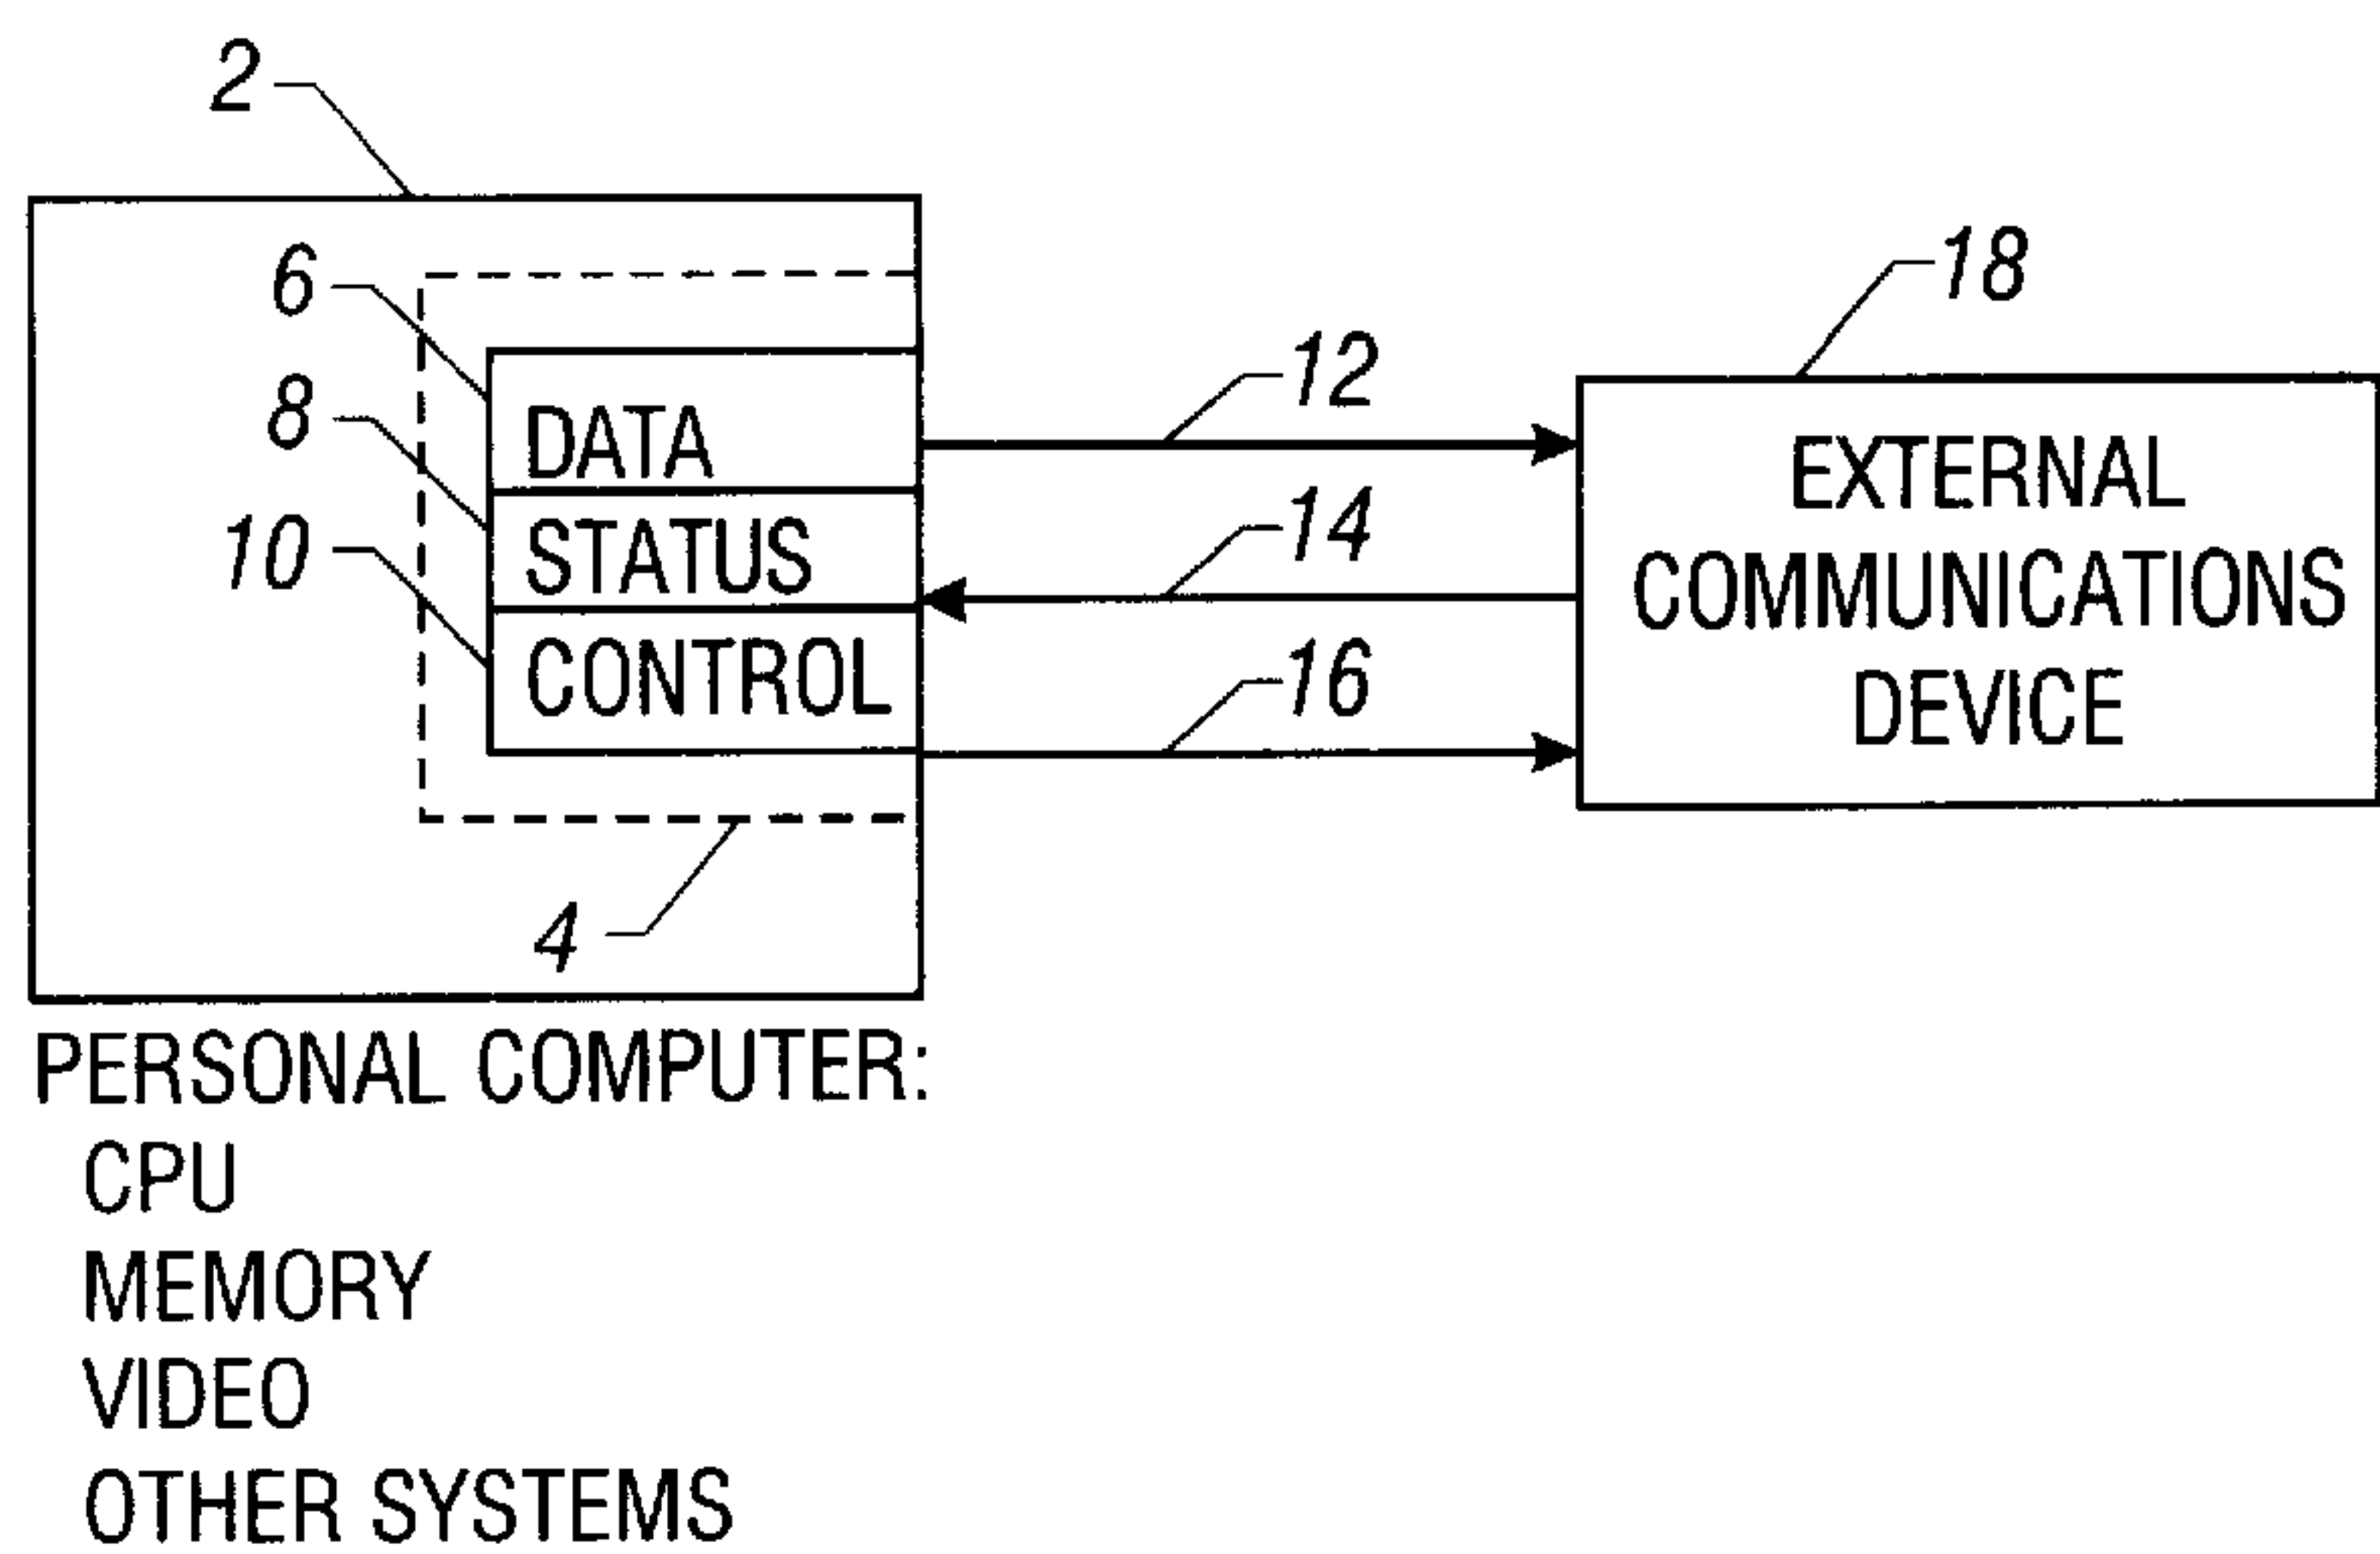 2
6
8
10
DATA
STATUS
CONTROL
4
12
14
16
18
EXTERNAL
COMMUNICATIONS
DEVICE
PERSONAL COMPUTER:
CPU
MEMORY
VIDEO
OTHER SYSTEMS